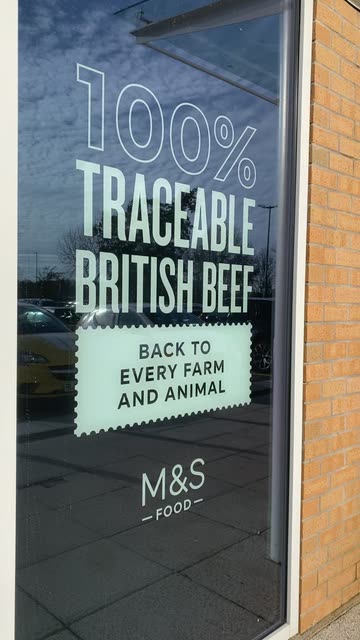 100%
TRACEABLE
BRITISH BEEF
BACK TO
EVERY FARM
AND ANIMAL
M&S
—FOOD—